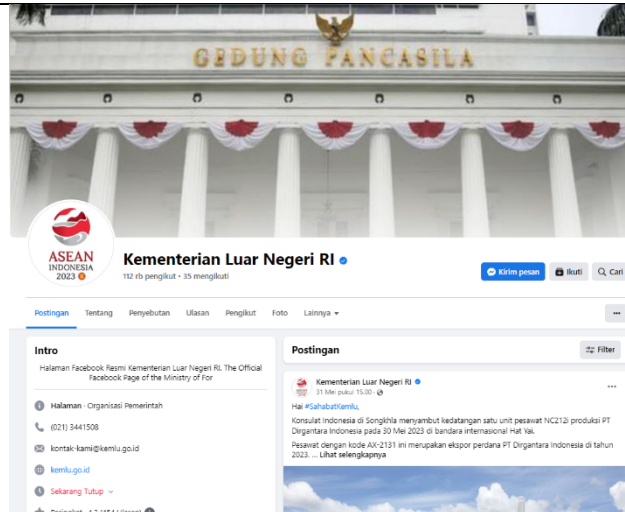 GEDUNG PANCASILA
ASEAN
INDONESIA
2023
Kementerian Luar Negeri RI
112 rb pengikut • 35 mengikuti
Kirim pesan
Ikuti
Cari
Postingan Tentang Penyebutan Ulasan Pengikut Foto Lainnya
Intro
Halaman Facebook Resmi Kementerian Luar Negeri RI. The Official
Facebook Page of the Ministry of For
Halaman · Organisasi Pemerintah
(021) 3441508
kontak-kami@kemlu.go.id
kemlu.go.id
Sekarang Tutup
Peringkat · 4,2 (454 Ulasan)
Postingan
Filter
Kementerian Luar Negeri RI
31 Mei pukul 15.00 ·
Hai #SahabatKemlu,
Konsulat Indonesia di Songkhla menyambut kedatangan satu unit pesawat NC212i produksi PT
Dirgantara Indonesia pada 30 Mei 2023 di bandara internasional Hat Yai.
Pesawat dengan kode AX-2131 ini merupakan ekspor perdana PT Dirgantara Indonesia di tahun
2023. ... Lihat selengkapnya